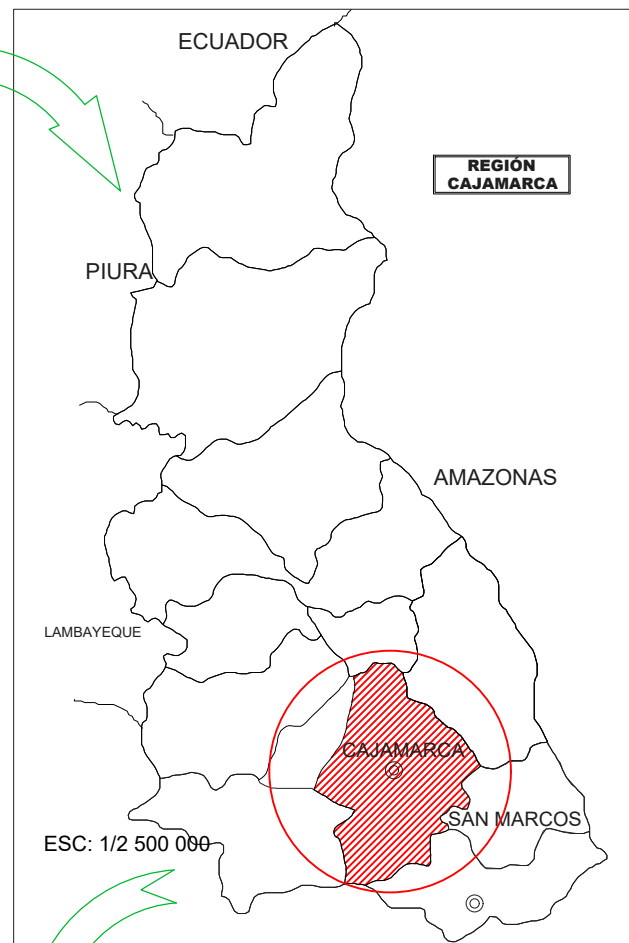 ECUADOR
REGIÓN
CAJAMARCA
PIURA
AMAZONAS
LAMBAYEQUE
CAJAMARCA
SAN MARCOS
ESC: 1/2 500 000